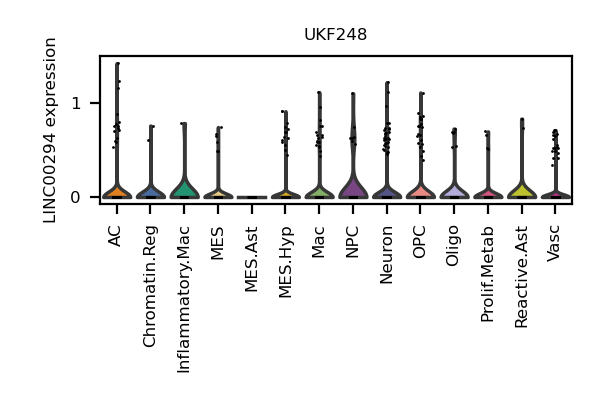 UKF248
LINC00294 expression
1
0
AC
Chromatin.Reg
Inflammatory.Mac
MES
MES.Ast
MES.Hyp
Mac
NPC
Neuron
OPC
Oligo
Prolif.Metab
Reactive.Ast
Vasc